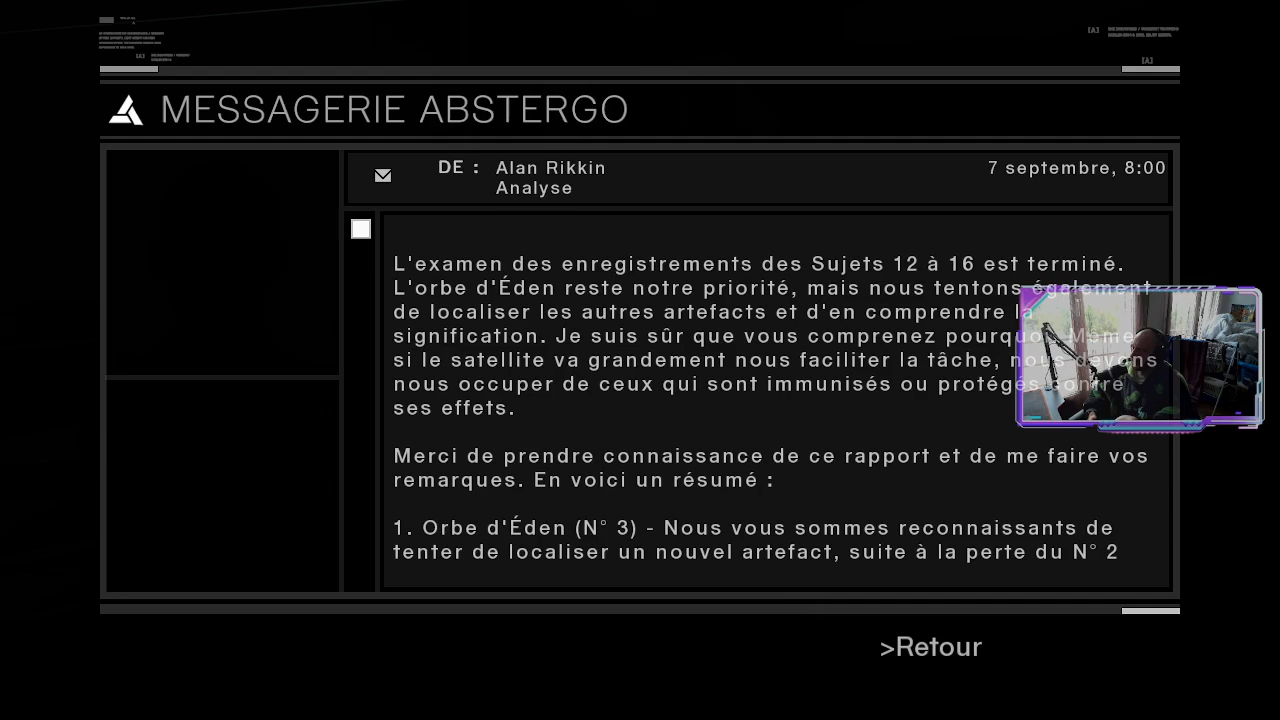 MESSAGERIE ABSTERGO
DE : Alan Rikkin 7 septembre, 8:00
Analyse
L'examen des enregistrements des Sujets 12 à 16 est terminé.
L'orbe d'Éden reste notre priorité, mais nous tentons également
de localiser les autres artefacts et d'en comprendre la
signification. Je suis sûr que vous comprenez pourquoi. Même
si le satellite va grandement nous faciliter la tâche, nous devons
nous occuper de ceux qui sont immunisés ou protégés contre
ses effets.
Merci de prendre connaissance de ce rapport et de me faire vos
remarques. En voici un résumé :
1. Orbe d'Éden (N° 3) - Nous vous sommes reconnaissants de
tenter de localiser un nouvel artefact, suite à la perte du N° 2
>Retour